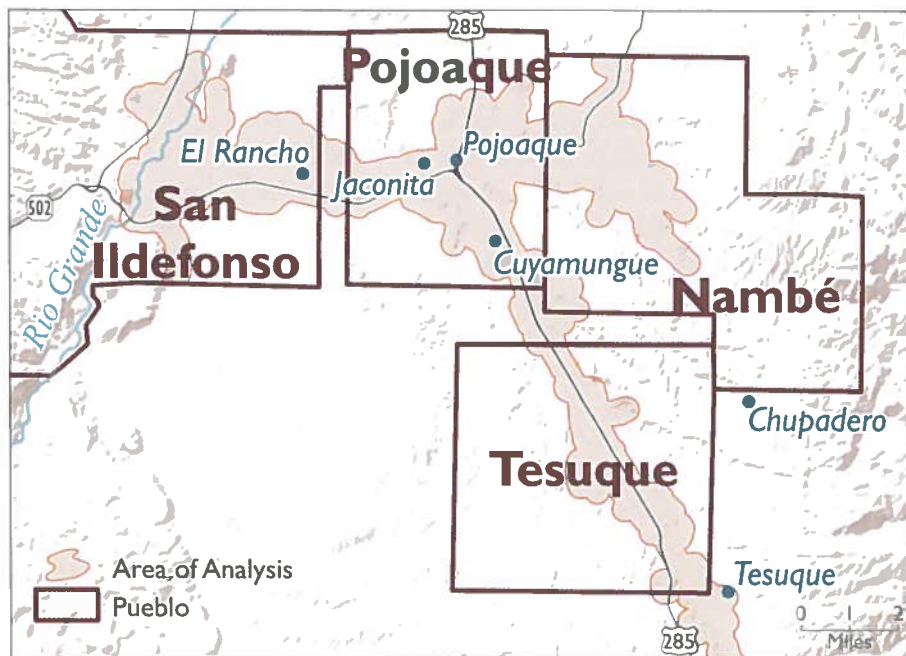 285
Pojoaque
El Rancho
Pojoaque
Jaconita
502
San
Ildefonso
Rio Grande
Cuyamungue
Nambé
Chupadero
Tesuque
Area of Analysis
Pueblo
Tesuque
0 1 2
Miles
285